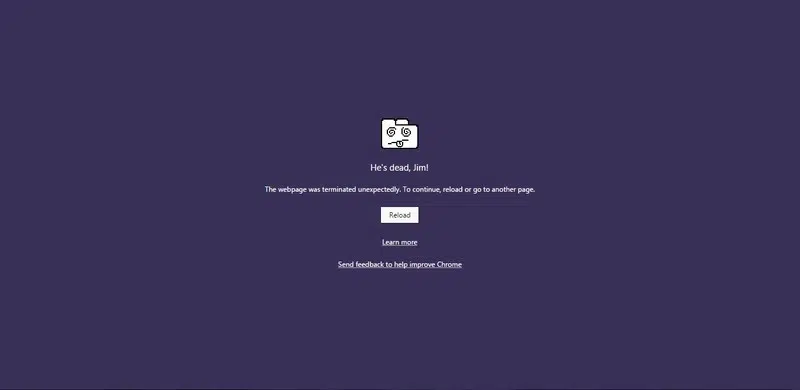 He's dead, Jim!
The webpage was terminated unexpectedly. To continue, reload or go to another page.
Reload
Learn more
Send feedback to help improve Chrome